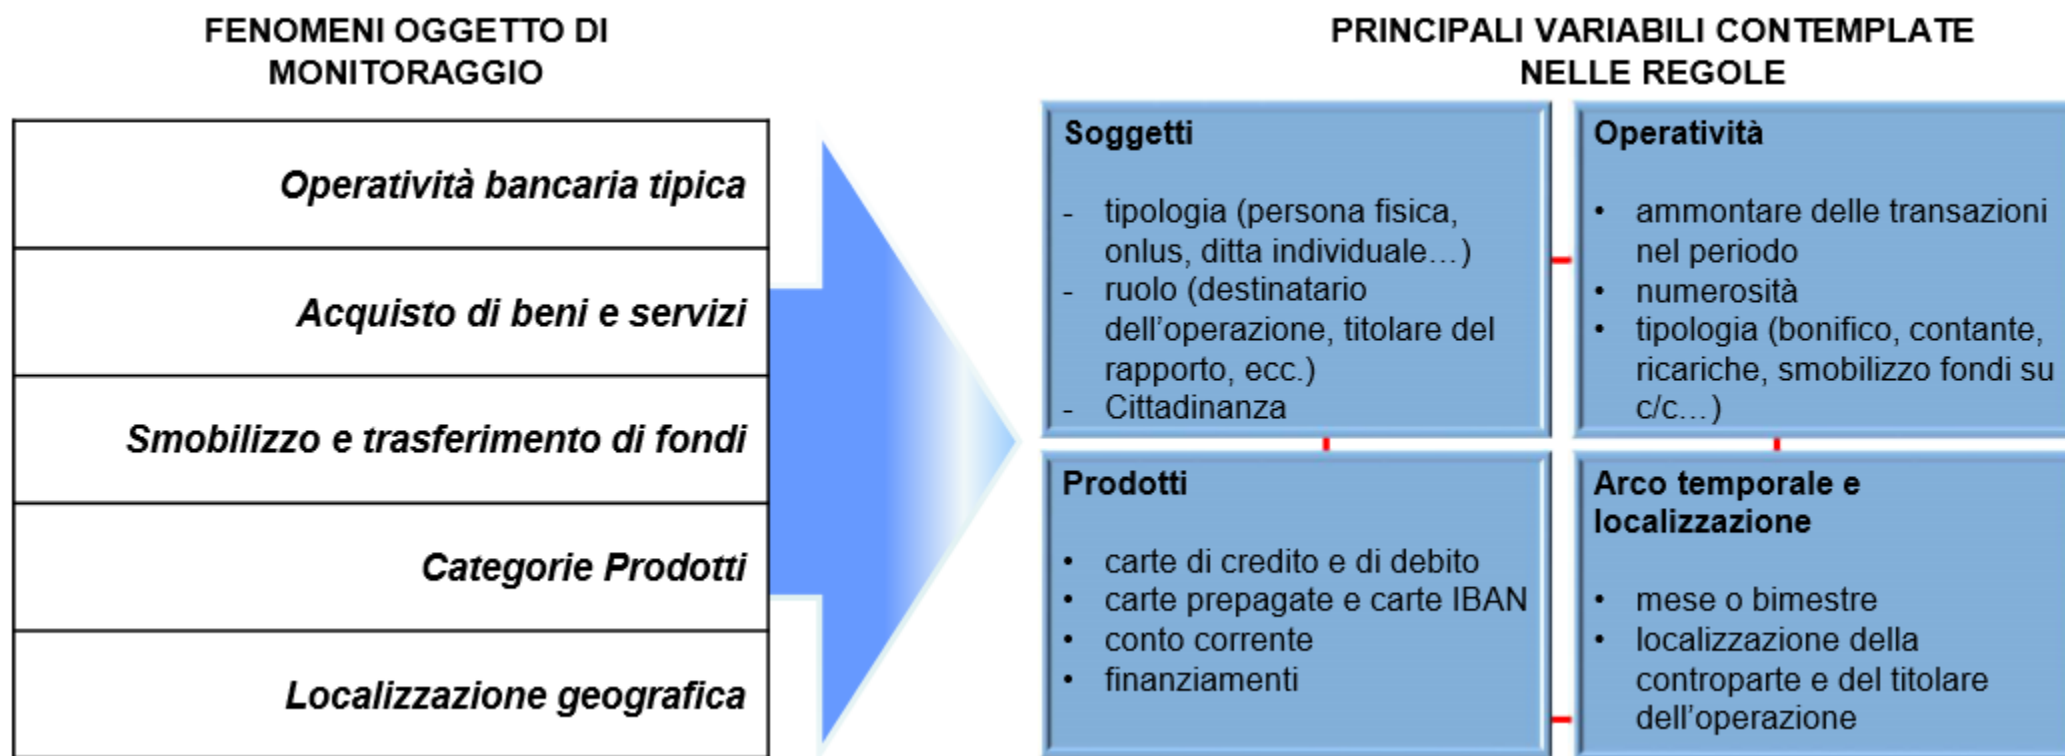 FENOMENI OGGETTO DI
MONITORAGGIO
Operatività bancaria tipica
Acquisto di beni e servizi
Smobilizzo e trasferimento di fondi
Categorie Prodotti
Localizzazione geografica
PRINCIPALI VARIABILI CONTEMPLATE
NELLE REGOLE
Soggetti
- tipologia (persona fisica,
onlus, ditta individuale…)
- ruolo (destinatario
dell’operazione, titolare del
rapporto, ecc.)
- Cittadinanza
Operatività
• ammontare delle transazioni
nel periodo
• numerosità
• tipologia (bonifico, contante,
ricariche, smobilizzo fondi su
c/c…)
Prodotti
• carte di credito e di debito
• carte prepagate e carte IBAN
• conto corrente
• finanziamenti
Arco temporale e
localizzazione
• mese o bimestre
• localizzazione della
controparte e del titolare
dell’operazione